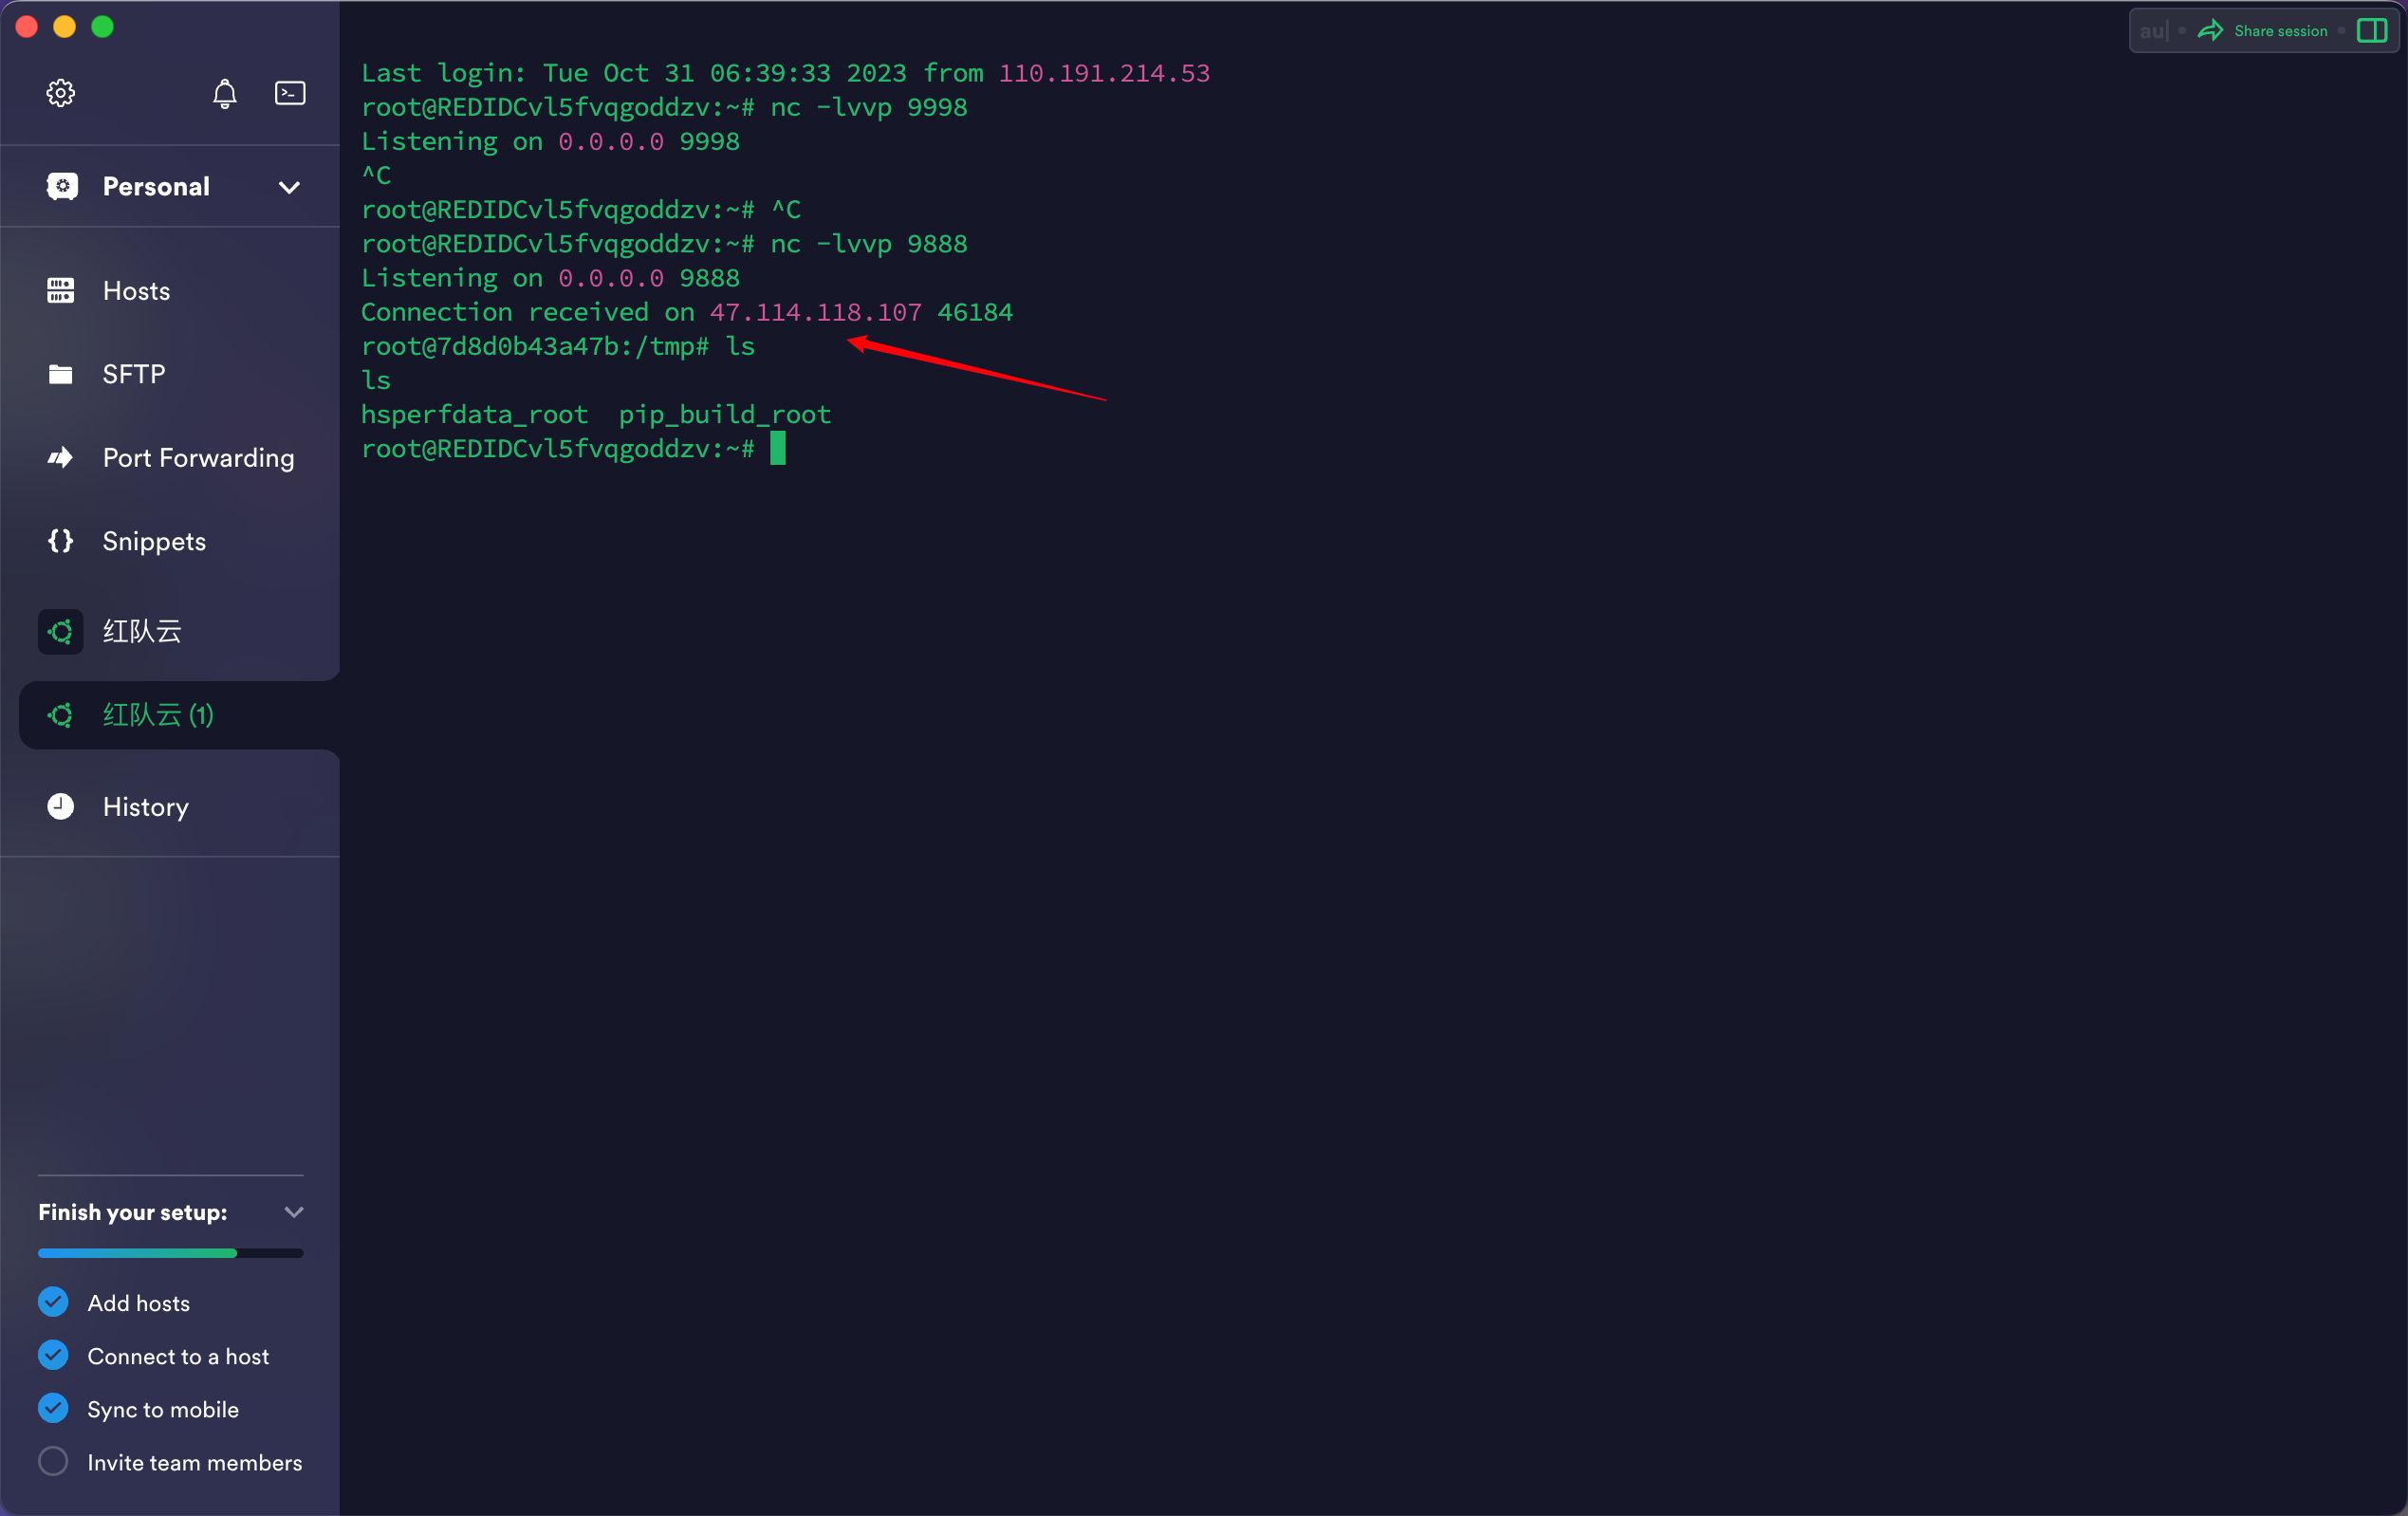 Personal
Hosts
SFTP
Port Forwarding
Snippets
红队云
红队云 (1)
History
Finish your setup:
Add hosts
Connect to a host
Sync to mobile
Invite team members
au
Share session
Last login: Tue Oct 31 06:39:33 2023 from 110.191.214.53
root@REDIDCvl5fvqgoddzv:~# nc -lvvp 9998
Listening on 0.0.0.0 9998
^C
root@REDIDCvl5fvqgoddzv:~# ^C
root@REDIDCvl5fvqgoddzv:~# nc -lvvp 9888
Listening on 0.0.0.0 9888
Connection received on 47.114.118.107 46184
root@7d8d0b43a47b:/tmp# ls
ls
hsperfdata_root  pip_build_root
root@REDIDCvl5fvqgoddzv:~#